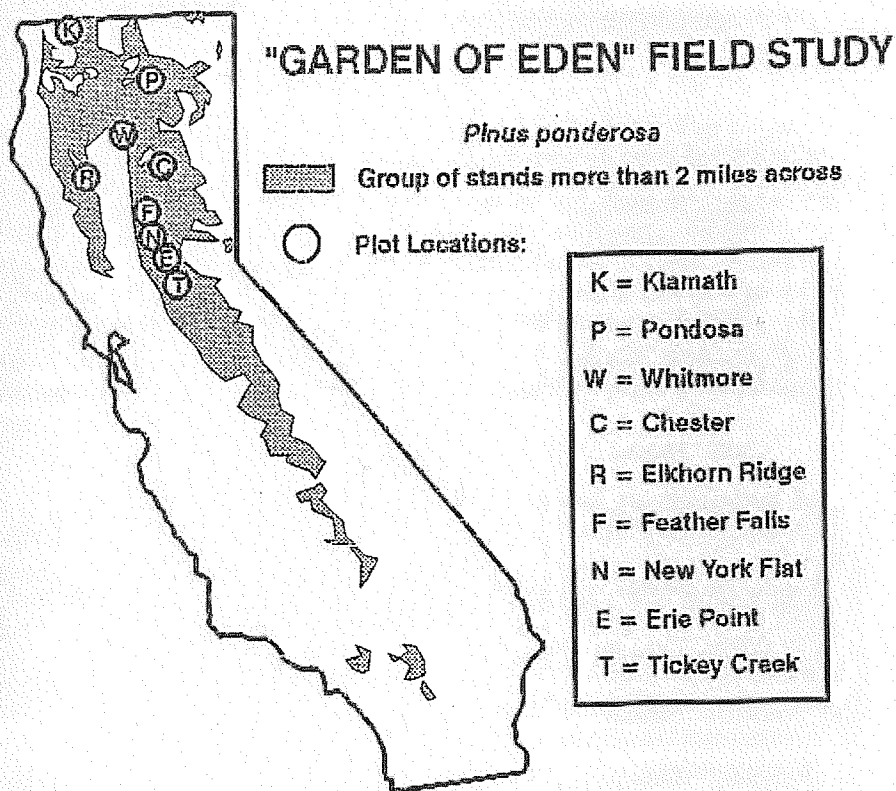 "GARDEN OF EDEN" FIELD STUDY
Pinus ponderosa
Group of stands more than 2 miles across
Plot Locations:
K = Klamath
P = Pondosa
W = Whitmore
C = Chester
R = Elkhorn Ridge
F = Feather Falls
N = New York Flat
E = Erie Point
T = Tickey Creek
K
P
W
C
R
F
N
E
T